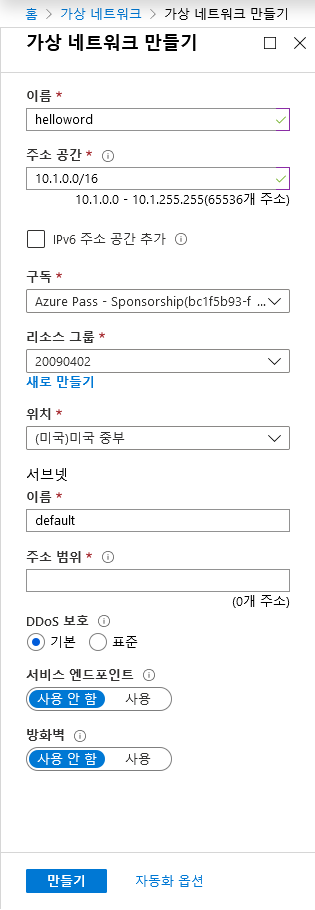 홈 > 가상 네트워크 > 가상 네트워크 만들기
가상 네트워크 만들기
이름 *
helloword
주소 공간 *
10.1.0.0/16
10.1.0.0 - 10.1.255.255(65536개 주소)
IPv6 주소 공간 추가
구독 *
Azure Pass - Sponsorship(bc1f5b93-f ...
리소스 그룹 *
20090402
새로 만들기
위치 *
(미국)미국 중부
서브넷
이름 *
default
주소 범위 *
(0개 주소)
DDoS 보호
기본 표준
서비스 엔드포인트
사용 안 함 사용
방화벽
사용 안 함 사용
만들기 자동화 옵션